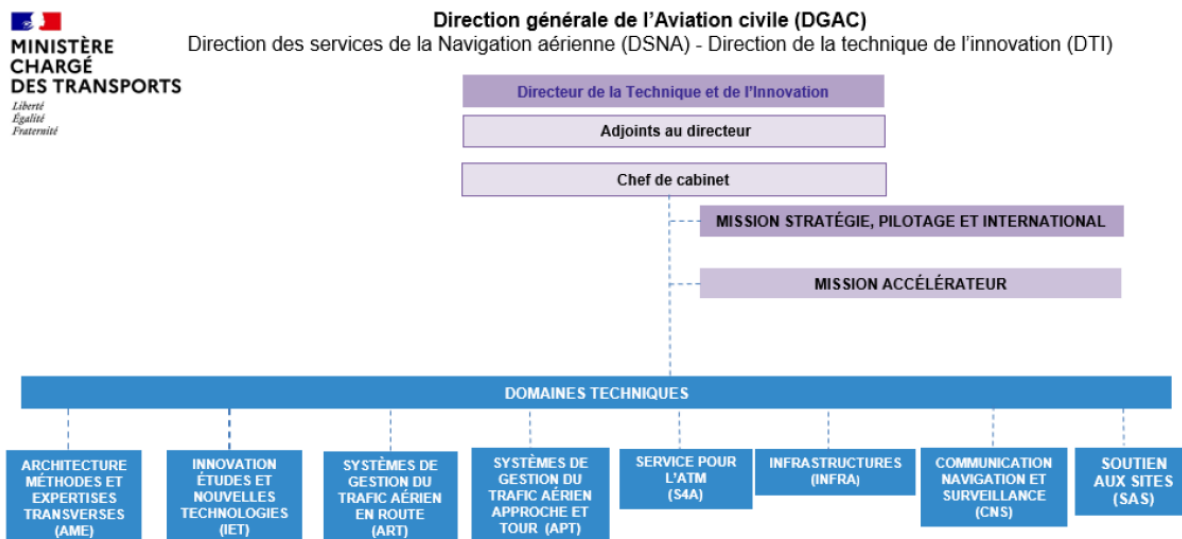 MINISTÈRE
CHARGÉ
DES TRANSPORTS
Liberté
Égalité
Fraternité
Direction générale de l’Aviation civile (DGAC)
Direction des services de la Navigation aérienne (DSNA) - Direction de la technique de l’innovation (DTI)
Directeur de la Technique et de l’Innovation
Adjoints au directeur
Chef de cabinet
MISSION STRATÉGIE, PILOTAGE ET INTERNATIONAL
MISSION ACCÉLÉRATEUR
DOMAINES TECHNIQUES
ARCHITECTURE
MÉTHODES ET
EXPERTISES
TRANSVERSES
(AME)
INNOVATION
ÉTUDES ET
NOUVELLES
TECHNOLOGIES
(IET)
SYSTÈMES DE
GESTION DU
TRAFIC AÉRIEN
EN ROUTE
(ART)
SYSTÈMES DE
GESTION DU
TRAFIC AÉRIEN
APPROCHE ET
TOUR (APT)
SERVICE POUR
L’ATM
(S4A)
INFRASTRUCTURES
(INFRA)
COMMUNICATION
NAVIGATION ET
SURVEILLANCE
(CNS)
SOUTIEN
AUX SITES
(SAS)